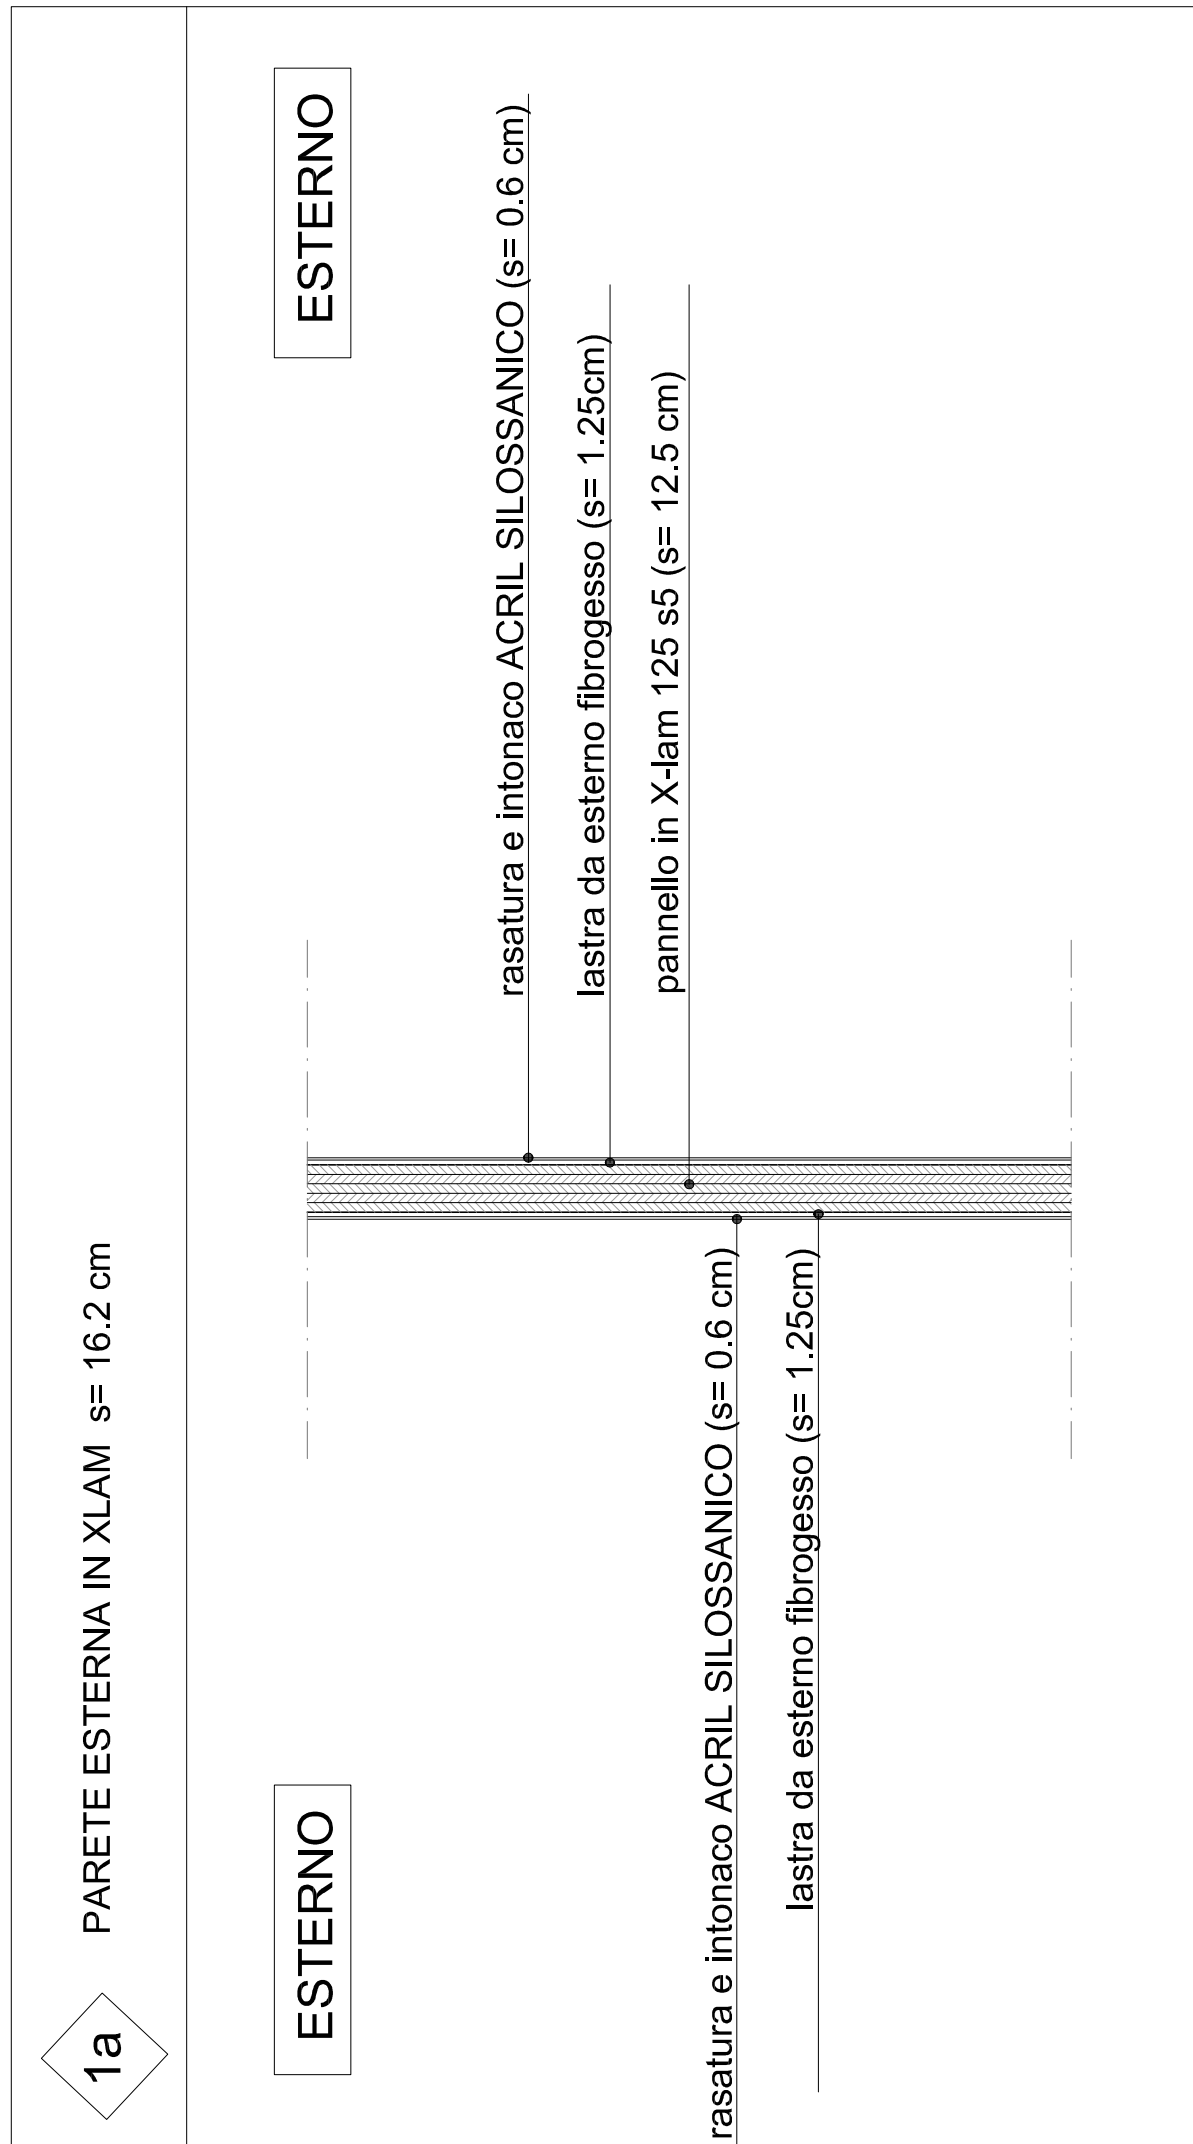 1a
PARETE ESTERNA IN XLAM s= 16.2 cm
ESTERNO
ESTERNO
rasatura e intonaco ACRIL SILOSSANICO (s= 0.6 cm)
lastra da esterno fibrogesso (s= 1.25cm)
pannello in X-lam 125 s5 (s= 12.5 cm)
rasatura e intonaco ACRIL SILOSSANICO (s= 0.6 cm)
lastra da esterno fibrogesso (s= 1.25cm)